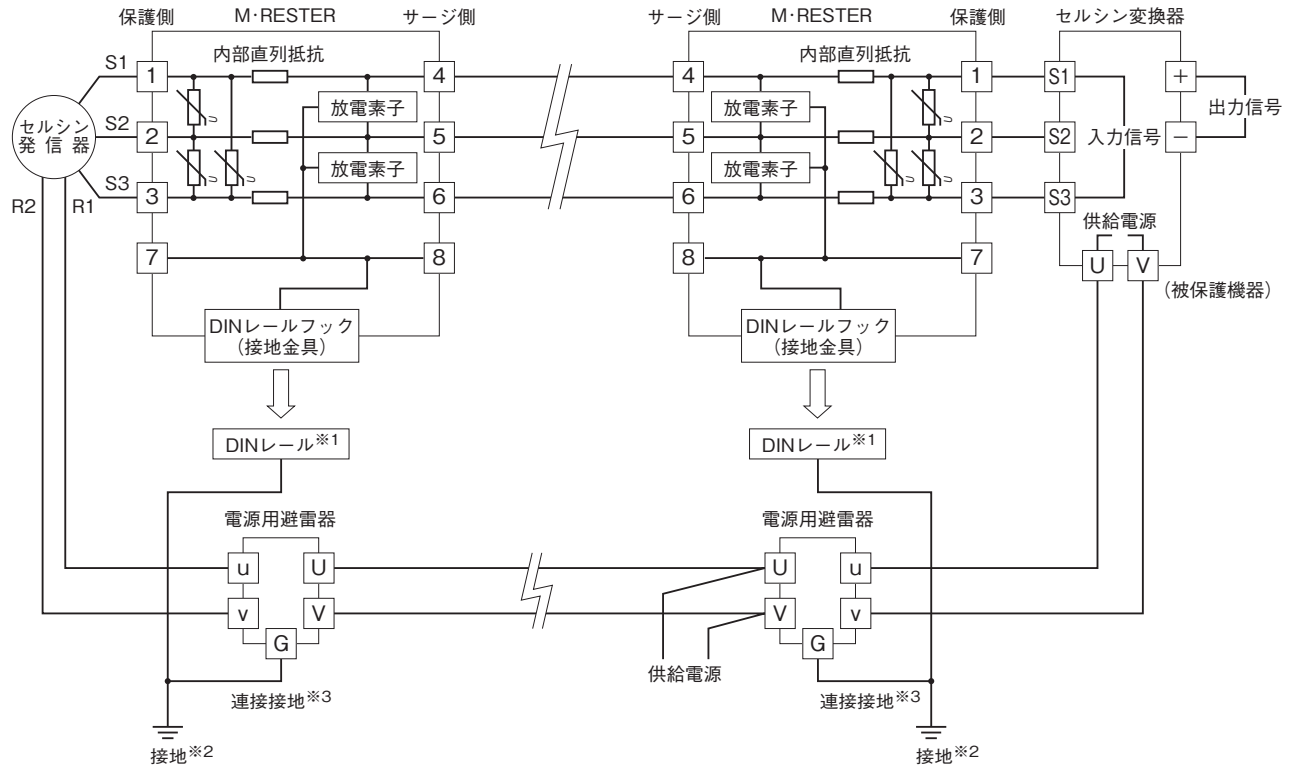 保護側 M·RESTER サージ側 サージ側 M·RESTER 保護側 セルシン変換器
内部直列抵抗 内部直列抵抗
S1 1 4 4 1 S1 +
放電素子 放電素子 出力信号
セルシン
発信器
S2 2 5 5 2 S2 入力信号 −
放電素子 放電素子
S3 3 6 6 3 S3
R2 R1 供給電源
7 8 8 7 U V
(被保護機器)
DINレールフック
(接地金具)
DINレールフック
(接地金具)
DINレール※1 DINレール※1
電源用避雷器 電源用避雷器
u U U u
v V V v
G G
供給電源
連接接地※3 連接接地※3
接地※2 接地※2